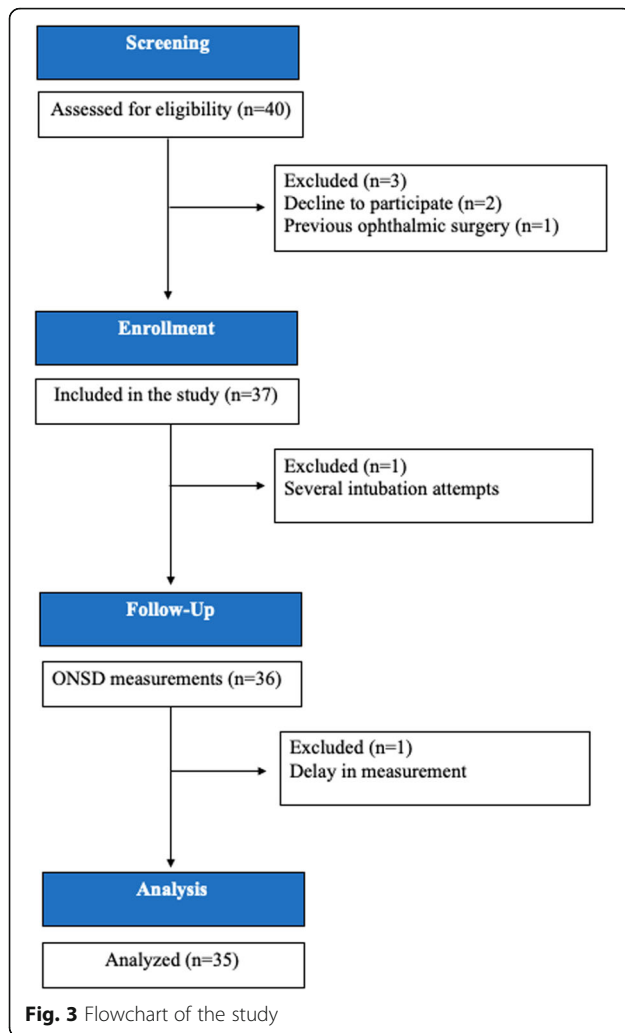 Screening
Assessed for eligibility (n=40)
Excluded (n=3)
Decline to participate (n=2)
Previous ophthalmic surgery (n=1)
Enrollment
Included in the study (n=37)
Excluded (n=1)
Several intubation attempts
Follow-Up
ONSD measurements (n=36)
Excluded (n=1)
Delay in measurement
Analysis
Analyzed (n=35)
Fig. 3 Flowchart of the study